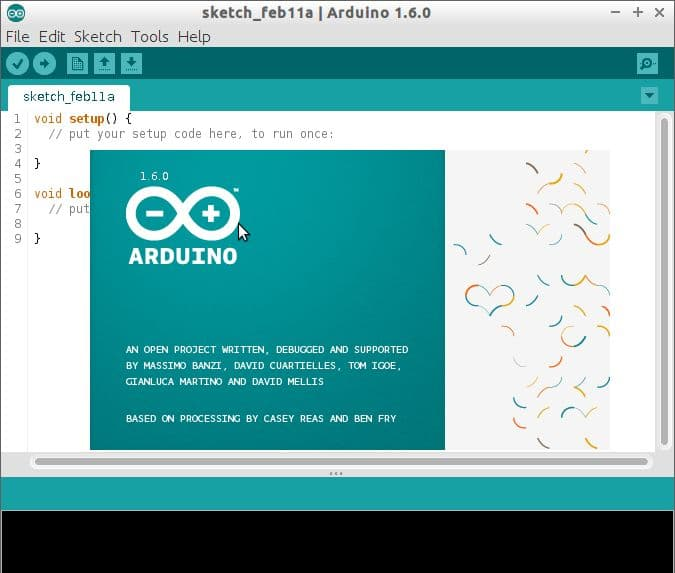 sketch_feb11a | Arduino 1.6.0
File Edit Sketch Tools Help
sketch_feb11a
1 void setup() {
2 // put your setup code here, to run once:
3
4 }
5
6 void loo
7 // put
8
9 }
1.6.0
™
ARDUINO
AN OPEN PROJECT WRITTEN, DEBUGGED AND SUPPORTED
BY MASSIMO BANZI, DAVID CUARTIELLES, TOM IGOE,
GIANLUCA MARTINO AND DAVID MELLIS
BASED ON PROCESSING BY CASEY REAS AND BEN FRY